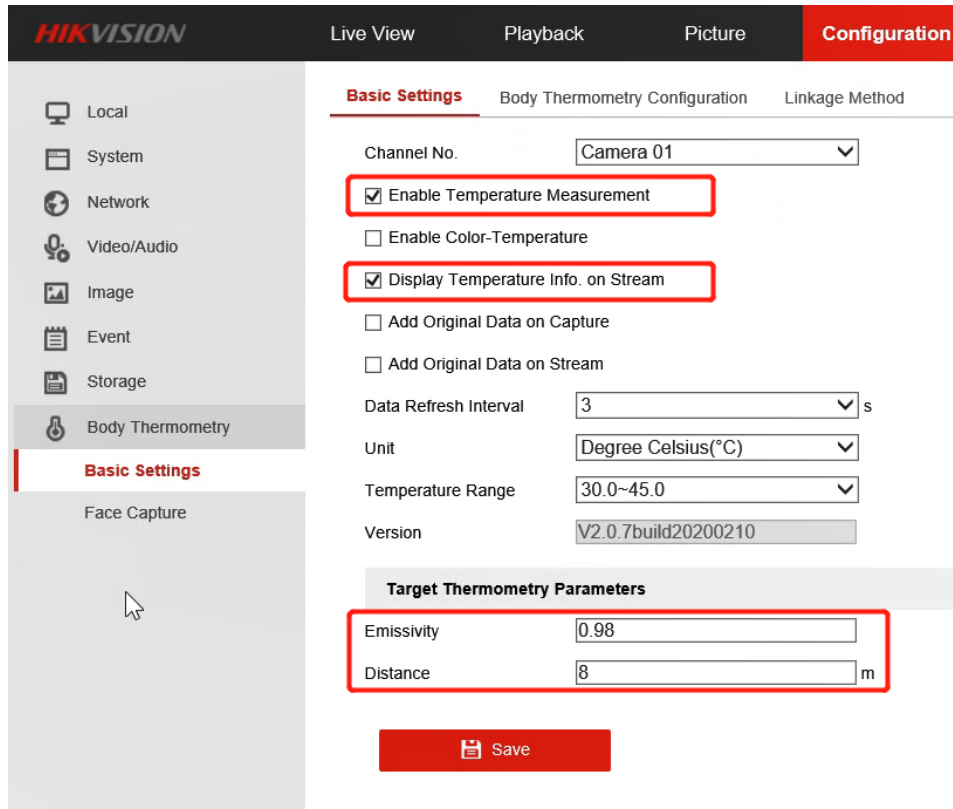 HIKVISION Live View Playback Picture Configuration
Local
System
Network
Video/Audio
Image
Event
Storage
Body Thermometry
Basic Settings
Face Capture
Basic Settings Body Thermometry Configuration Linkage Method
Channel No. Camera 01
Enable Temperature Measurement
Enable Color-Temperature
Display Temperature Info. on Stream
Add Original Data on Capture
Add Original Data on Stream
Data Refresh Interval 3 s
Unit Degree Celsius(°C)
Temperature Range 30.0~45.0
Version V2.0.7build20200210
Target Thermometry Parameters
Emissivity 0.98
Distance 8 m
Save